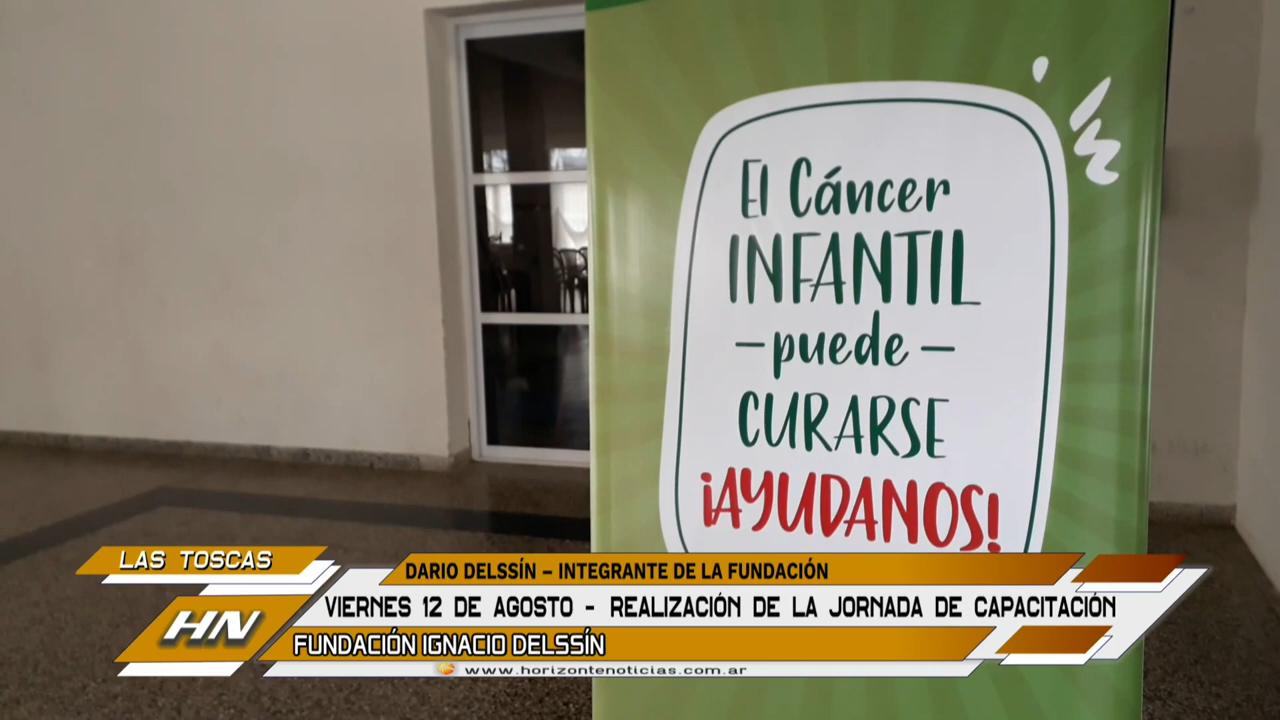 El Cáncer
INFANTIL
– puede –
CURARSE
¡AYUDANOS!
LAS TOSCAS
DARIO DELSSÍN – INTEGRANTE DE LA FUNDACIÓN
VIERNES 12 DE AGOSTO - REALIZACIÓN DE LA JORNADA DE CAPACITACIÓN
HN
FUNDACIÓN IGNACIO DELSSÍN
www.horizontenoticias.com.ar